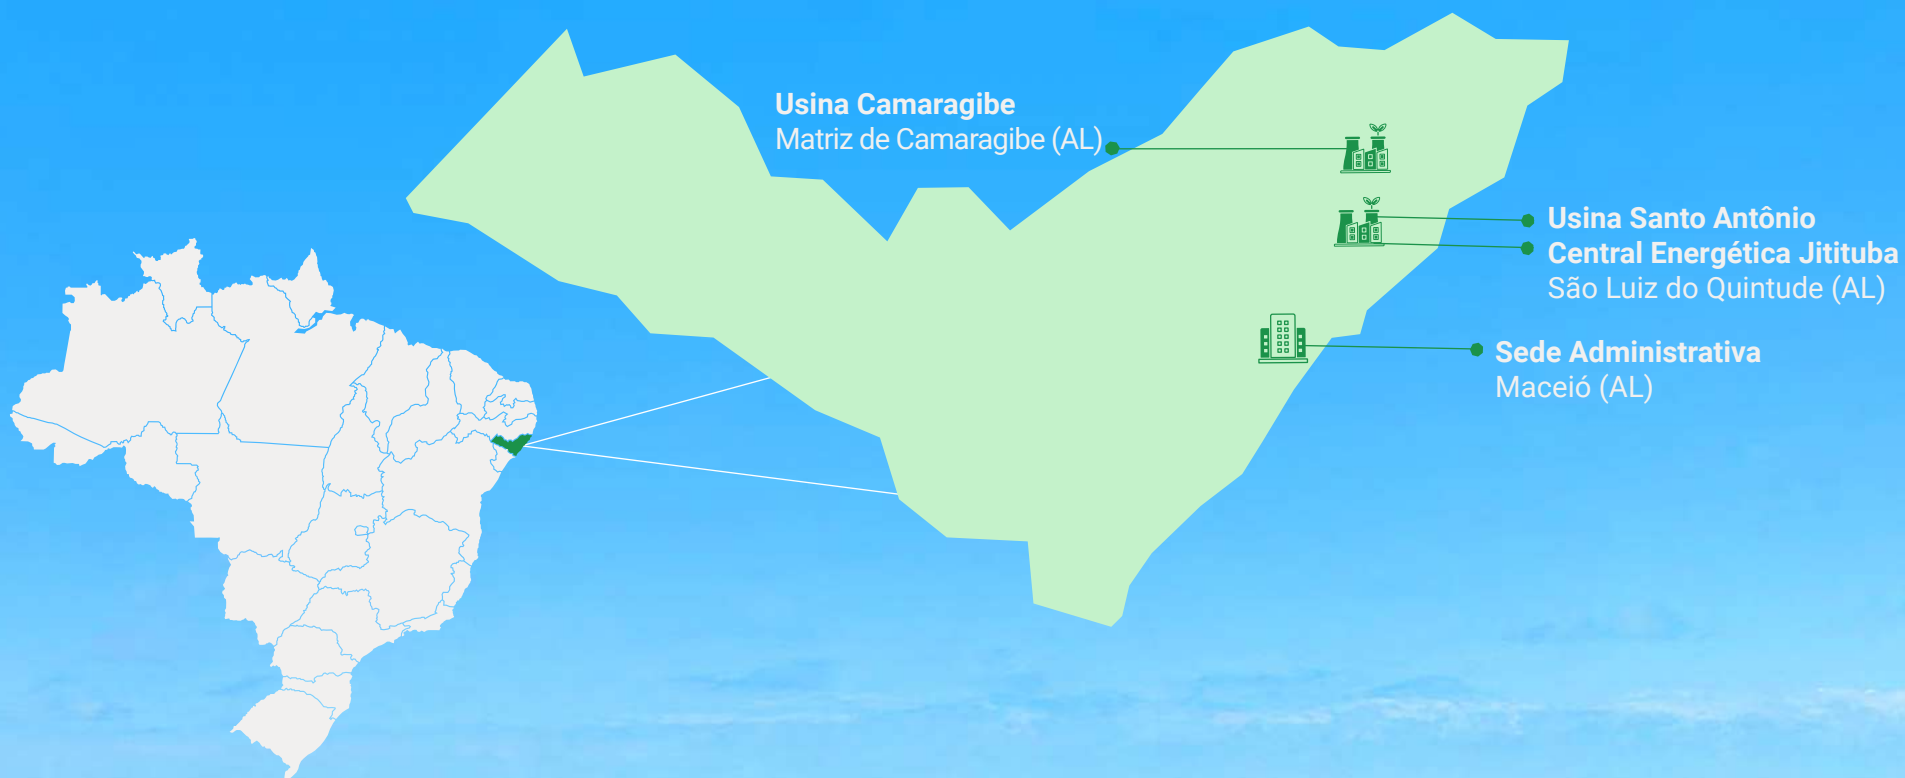 Usina Camaragibe
Matriz de Camaragibe (AL)
Usina Santo Antônio
Central Energética Jitituba
São Luiz do Quintude (AL)
Sede Administrativa
Maceió (AL)